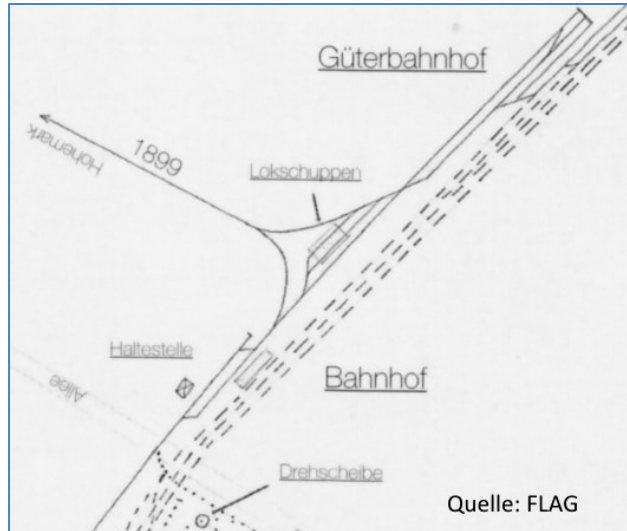 Güterbahnhof
Hohemark
1899
Lokschuppen
Haltestelle
Bahnhof
Allee
Drehscheibe
Quelle: FLAG